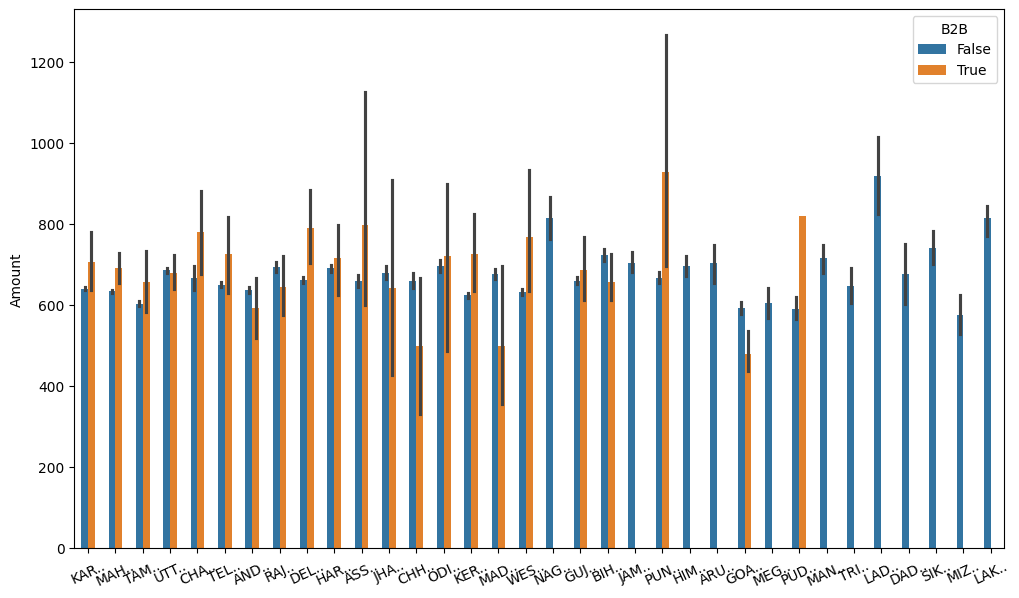 B2B
False
True
1200
1000
800
600
400
200
0
Amount
KAR..
MAH..
TAM..
UTT..
CHA..
TEL..
AND..
RAJ..
DEL..
HAR..
ASS..
JHA..
CHH..
ODI..
KER..
MAD..
WES..
NAG..
GUJ..
BIH..
JAM..
PUN..
HIM..
ARU..
GOA..
MEG..
PUD..
MAN..
TRI..
LAD..
DAD..
SIK..
MIZ..
LAK..